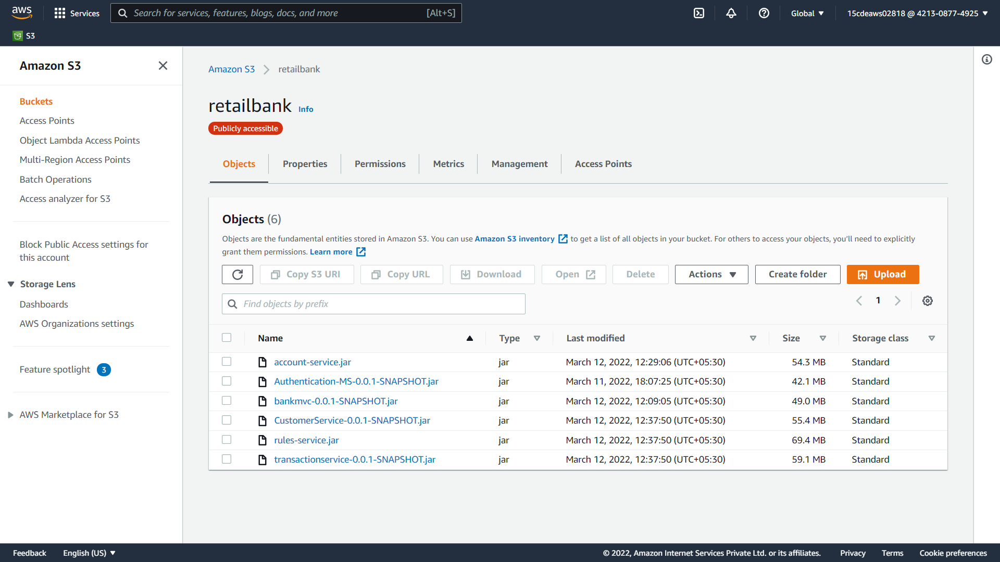 aws
Services
Search for services, features, blogs, docs, and more [Alt+S]
Global
15cdeaws02818 @ 4213-0877-4925
S3
Amazon S3
Buckets
Access Points
Object Lambda Access Points
Multi-Region Access Points
Batch Operations
Access analyzer for S3
Block Public Access settings for
this account
Storage Lens
Dashboards
AWS Organizations settings
Feature spotlight 3
AWS Marketplace for S3
Amazon S3 retailbank
retailbank Info
Publicly accessible
Objects Properties Permissions Metrics Management Access Points
Objects (6)
Objects are the fundamental entities stored in Amazon S3. You can use Amazon S3 inventory to get a list of all objects in your bucket. For others to access your objects, you'll need to explicitly
grant them permissions. Learn more
Copy S3 URI Copy URL Download Open Delete Actions Create folder Upload
Find objects by prefix
1
Name Type Last modified Size Storage class
account-service.jar jar March 12, 2022, 12:29:06 (UTC+05:30) 54.3 MB Standard
Authentication-MS-0.0.1-SNAPSHOT.jar jar March 11, 2022, 18:07:25 (UTC+05:30) 42.1 MB Standard
bankmvc-0.0.1-SNAPSHOT.jar jar March 12, 2022, 12:09:05 (UTC+05:30) 49.0 MB Standard
CustomerService-0.0.1-SNAPSHOT.jar jar March 12, 2022, 12:37:50 (UTC+05:30) 55.4 MB Standard
rules-service.jar jar March 12, 2022, 12:37:50 (UTC+05:30) 69.4 MB Standard
transactionservice-0.0.1-SNAPSHOT.jar jar March 12, 2022, 12:37:50 (UTC+05:30) 59.1 MB Standard
Feedback English (US) © 2022, Amazon Internet Services Private Ltd. or its affiliates. Privacy Terms Cookie preferences